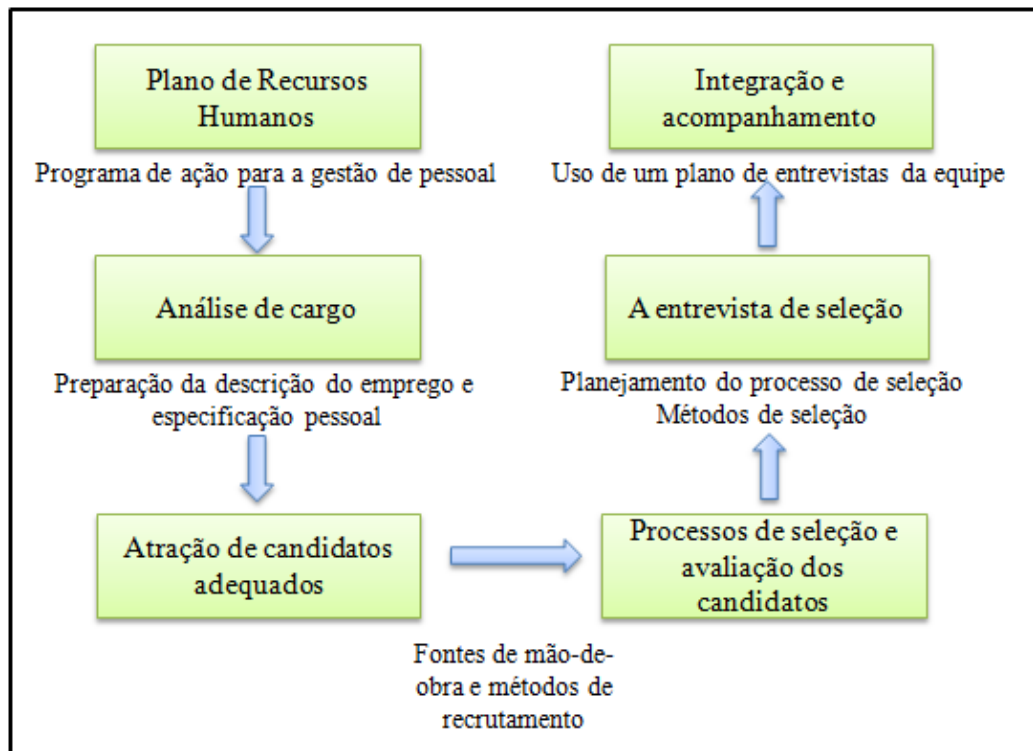 Plano de Recursos
Humanos
Programa de ação para a gestão de pessoal
Análise de cargo
Preparação da descrição do emprego e
especificação pessoal
Atração de candidatos
adequados
Fontes de mão-de-
obra e métodos de
recrutamento
Processos de seleção e
avaliação dos
candidatos
Planejamento do processo de seleção
Métodos de seleção
A entrevista de seleção
Uso de um plano de entrevistas da equipe
Integração e
acompanhamento